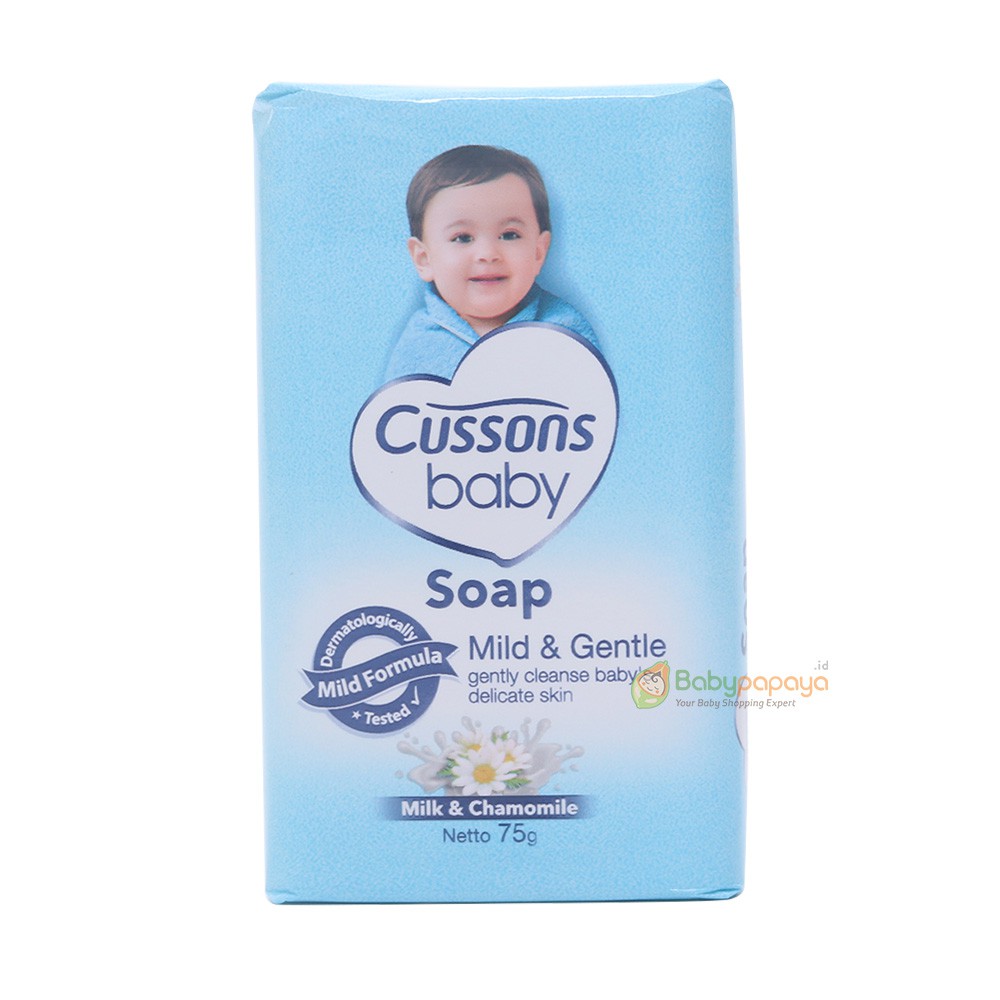 Cussons
baby
Soap
Dermatologically
Mild Formula
★ Tested ✓
Mild & Gentle
gently cleanse baby's
delicate skin
Babypapaya.id
Your Baby Shopping Expert
Milk & Chamomile
Netto 75g